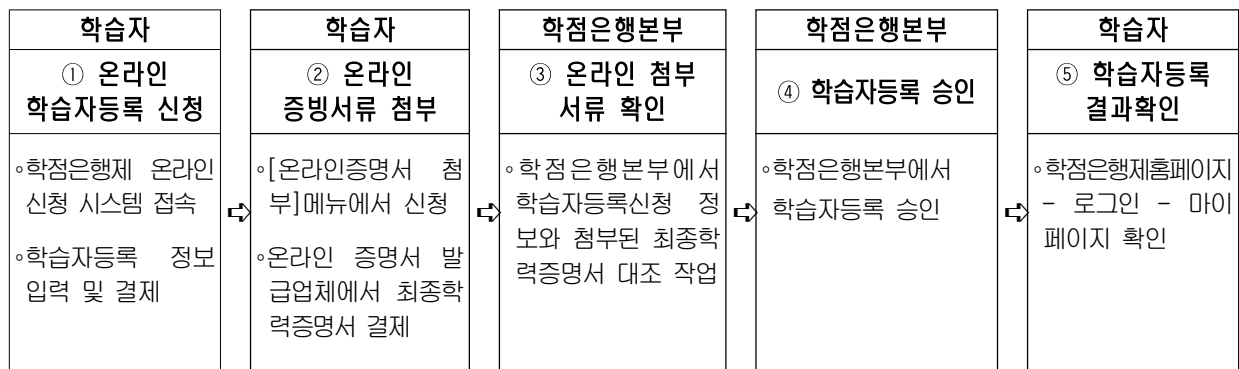 학습자
① 온라인
학습자등록 신청
◦학점은행제 온라인
신청 시스템 접속
◦학습자등록 정보
입력 및 결제
⇨
학습자
② 온라인
증빙서류 첨부
◦[온라인증명서 첨
부]메뉴에서 신청
◦온라인 증명서 발
급업체에서 최종학
력증명서 결제
⇨
학점은행본부
③ 온라인 첨부
서류 확인
◦학점은행본부에서
학습자등록신청 정
보와 첨부된 최종학
력증명서 대조 작업
⇨
학점은행본부
④ 학습자등록 승인
◦학점은행본부에서
학습자등록 승인
⇨
학습자
⑤ 학습자등록
결과확인
◦학점은행제홈페이지
- 로그인 - 마이
페이지 확인